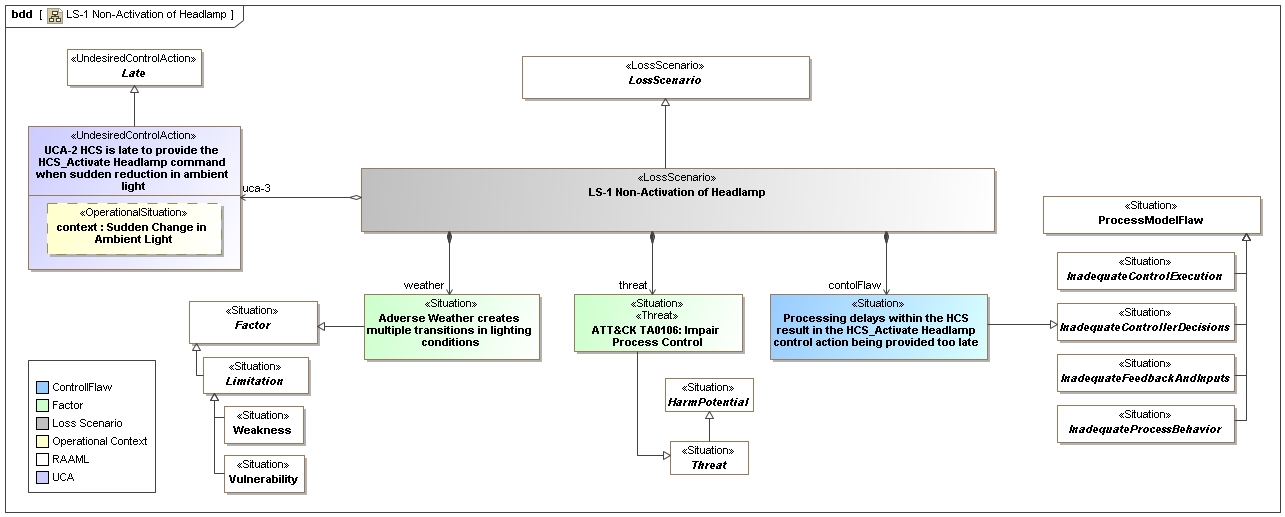 bdd [ LS-1 Non-Activation of Headlamp ]
«UndesiredControlAction»
Late
«LossScenario»
LossScenario
«UndesiredControlAction»
UCA-2 HCS is late to provide the
HCS_Activate Headlamp command
when sudden reduction in ambient
light
«OperationalSituation»
context : Sudden Change in
Ambient Light
uca-3
«LossScenario»
LS-1 Non-Activation of Headlamp
weather
threat
contolFlaw
«Situation»
Factor
«Situation»
Limitation
«Situation»
Weakness
«Situation»
Vulnerability
«Situation»
Adverse Weather creates
multiple transitions in lighting
conditions
«Situation»
«Threat»
ATT&CK TA0106: Impair
Process Control
«Situation»
HarmPotential
«Situation»
Threat
«Situation»
Processing delays within the HCS
result in the HCS_Activate Headlamp
control action being provided too late
«Situation»
ProcessModelFlaw
«Situation»
InadequateControlExecution
«Situation»
InadequateControllerDecisions
«Situation»
InadequateFeedbackAndInputs
«Situation»
InadequateProcessBehavior
ControlFlaw
Factor
Loss Scenario
Operational Context
RAAML
UCA